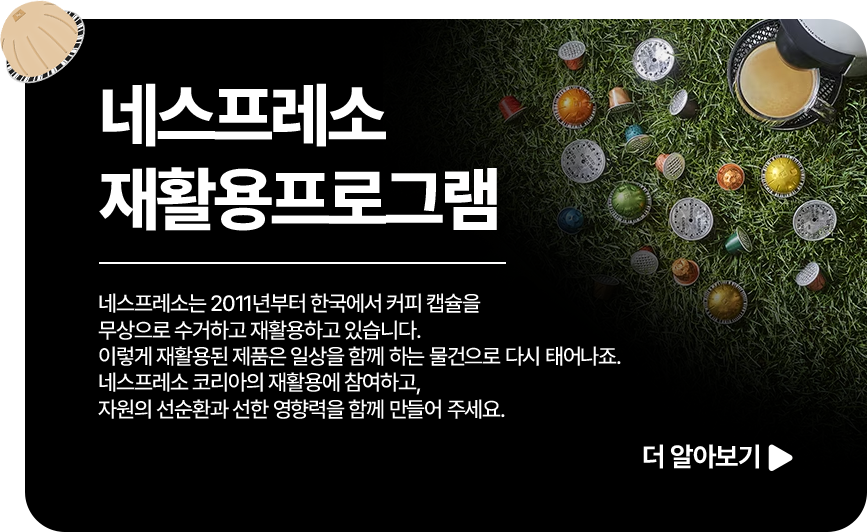 네스프레소
재활용프로그램
네스프레소는 2011년부터 한국에서 커피 캡슐을
무상으로 수거하고 재활용하고 있습니다.
이렇게 재활용된 제품은 일상을 함께 하는 물건으로 다시 태어나죠.
네스프레소 코리아의 재활용에 참여하고,
자원의 선순환과 선한 영향력을 함께 만들어 주세요.
더 알아보기 ▶